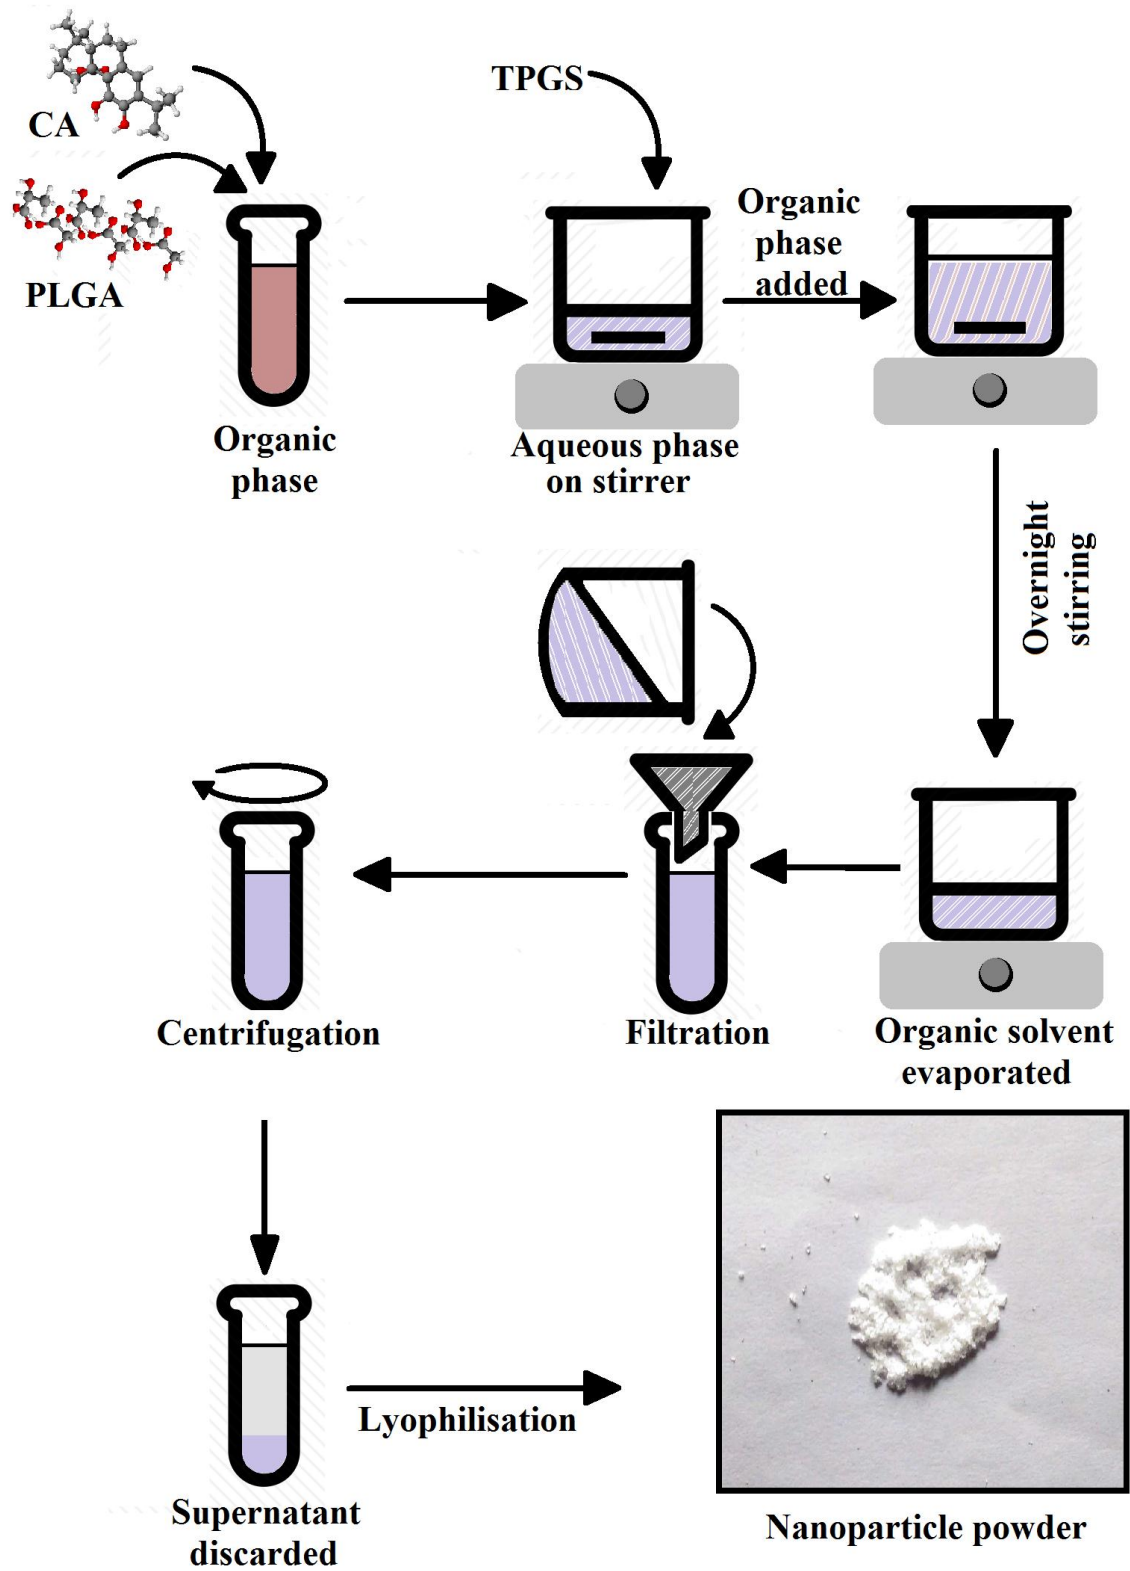 CA
PLGA
Organic
phase
TPGS
Aqueous phase
on stirrer
Organic
phase
added
Overnight
stirring
Organic solvent
evaporated
Filtration
Centrifugation
Supernatant
discarded
Lyophilisation
Nanoparticle powder